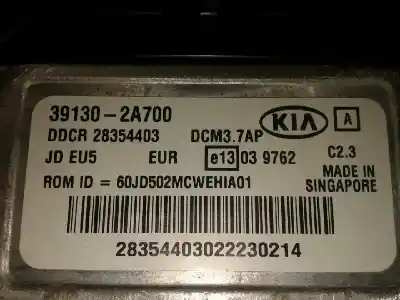 39130-2A700 KIA A
DDCR 28354403 DCM3.7AP
JD EU5 EUR e13 03 9762 C2.3
ROM ID = 60JD502MCWEHIA01 MADE IN
SINGAPORE
28354403022230214